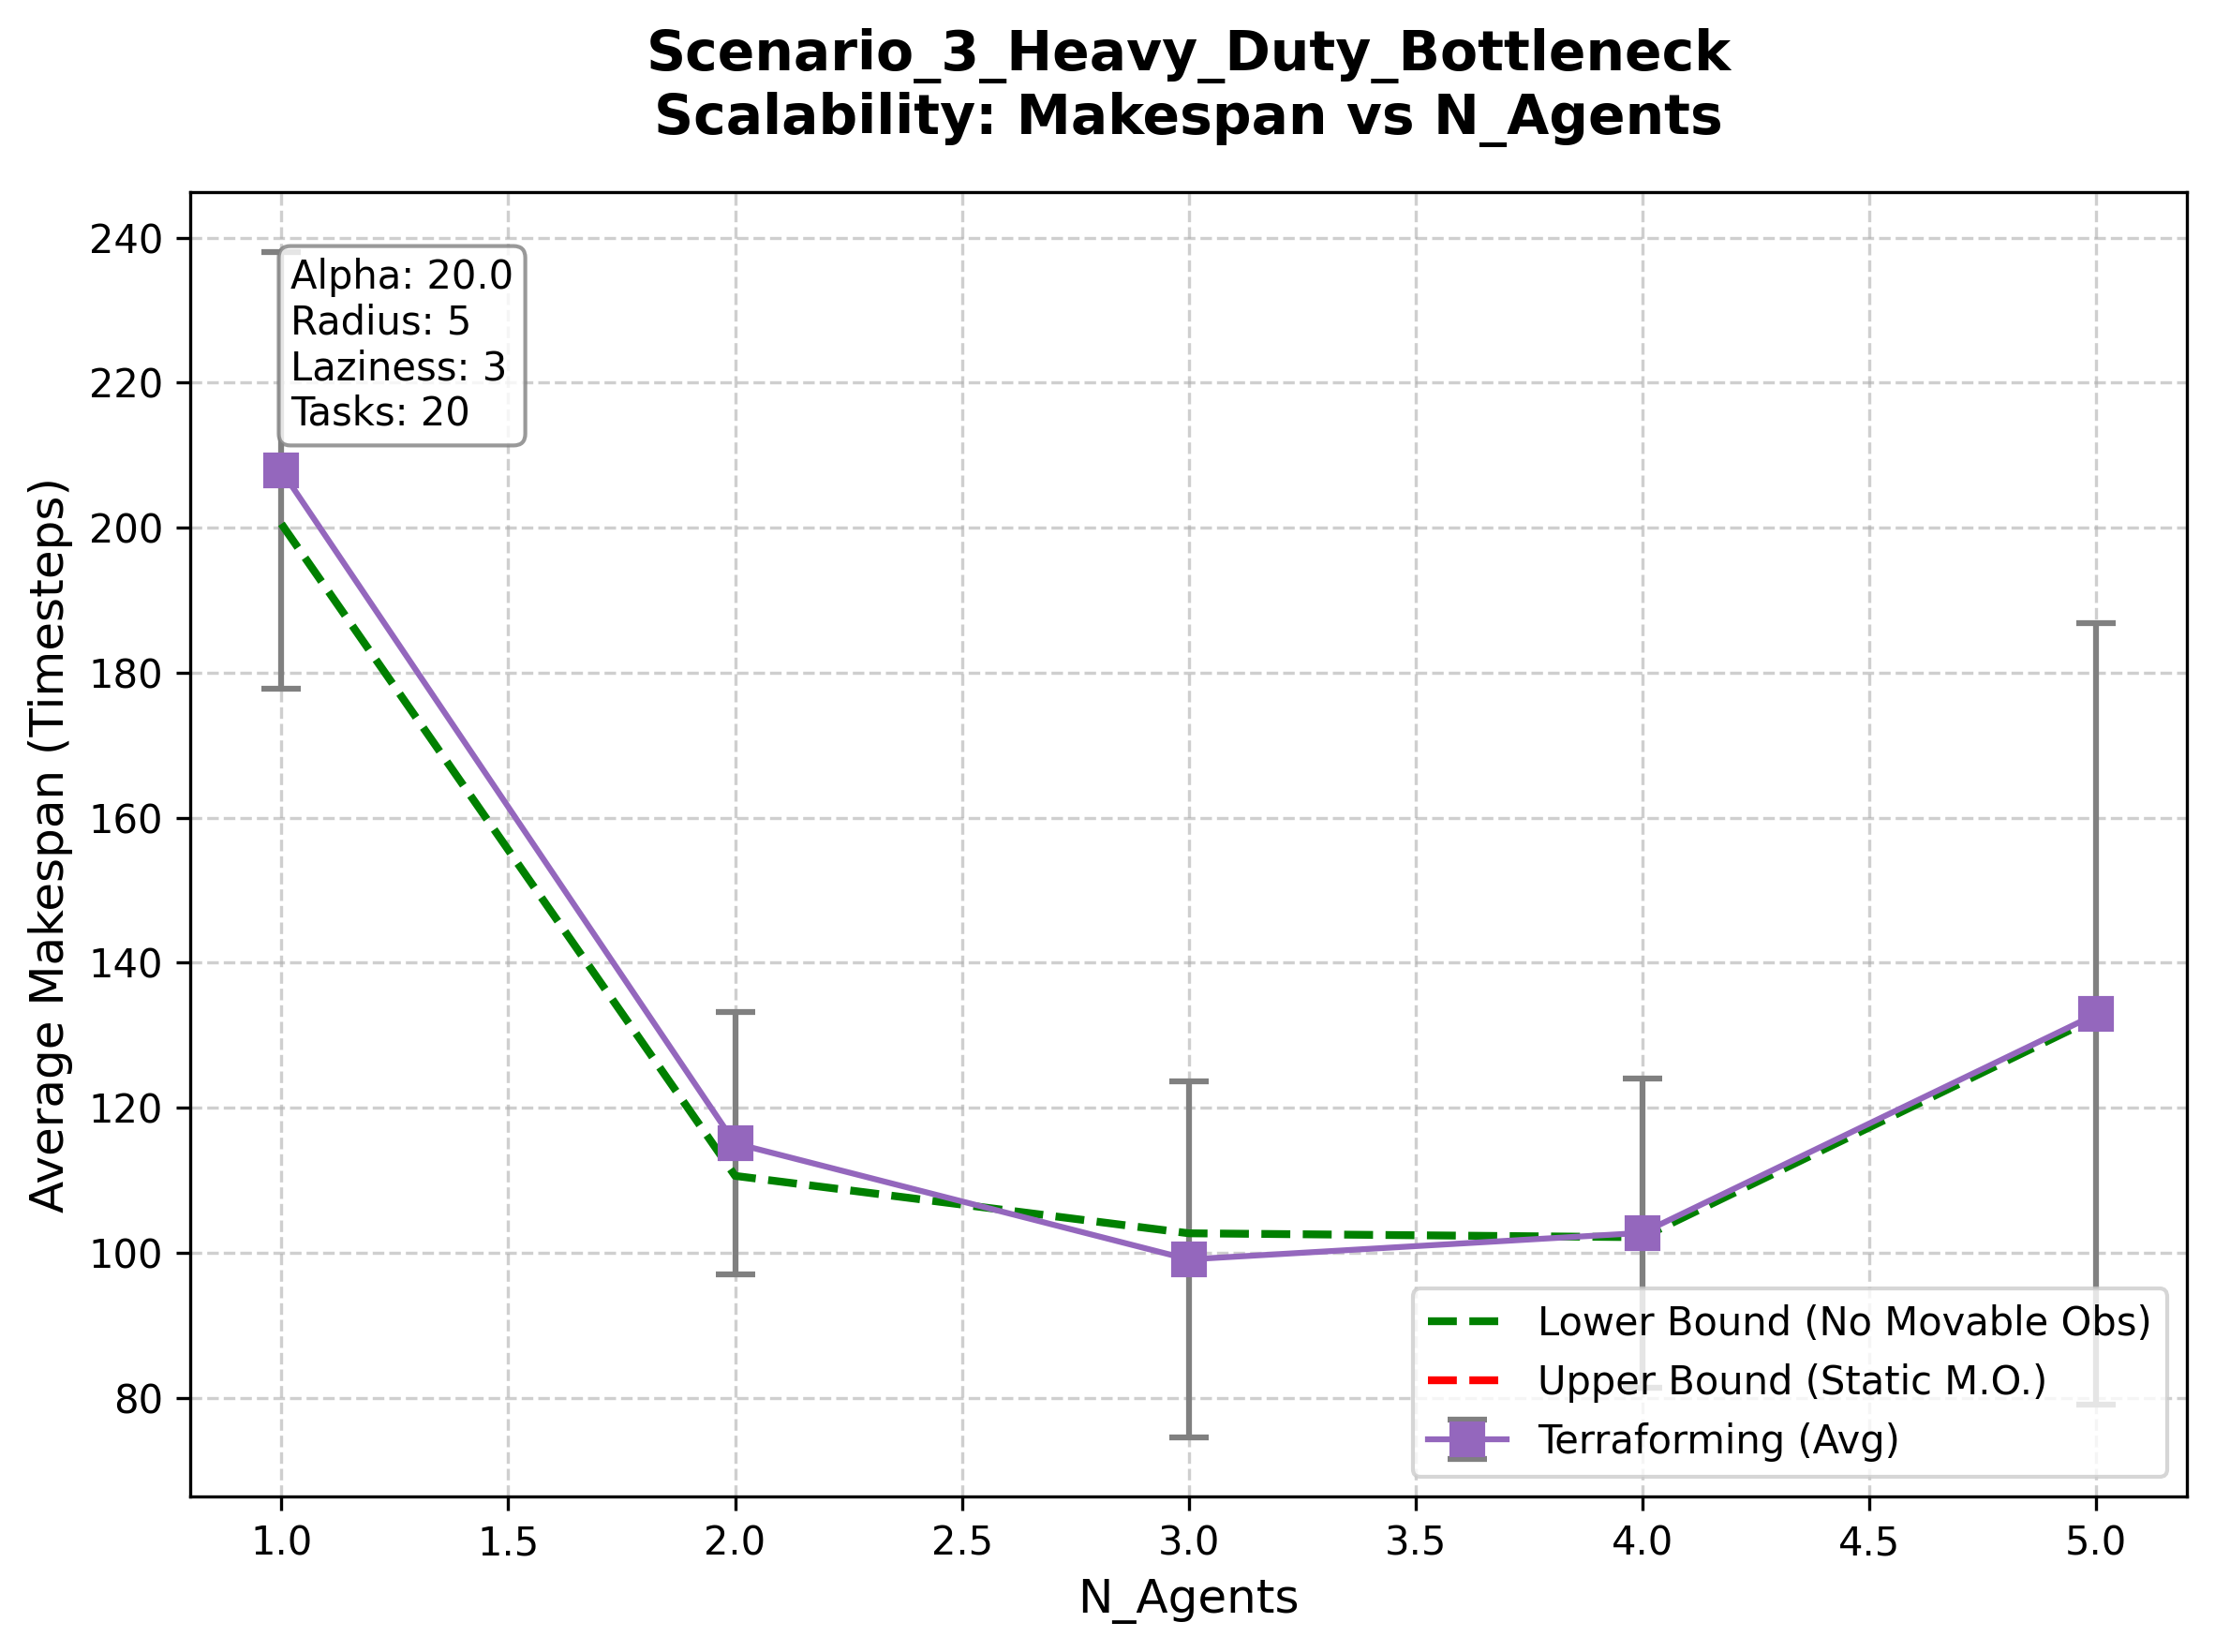 Scenario_3_Heavy_Duty_Bottleneck
Scalability: Makespan vs N_Agents
Average Makespan (Timesteps)
240
220
200
180
160
140
120
100
80
Alpha: 20.0
Radius: 5
Laziness: 3
Tasks: 20
Lower Bound (No Movable Obs)
Upper Bound (Static M.O.)
Terraforming (Avg)
1.0 1.5 2.0 2.5 3.0 3.5 4.0 4.5 5.0
N_Agents